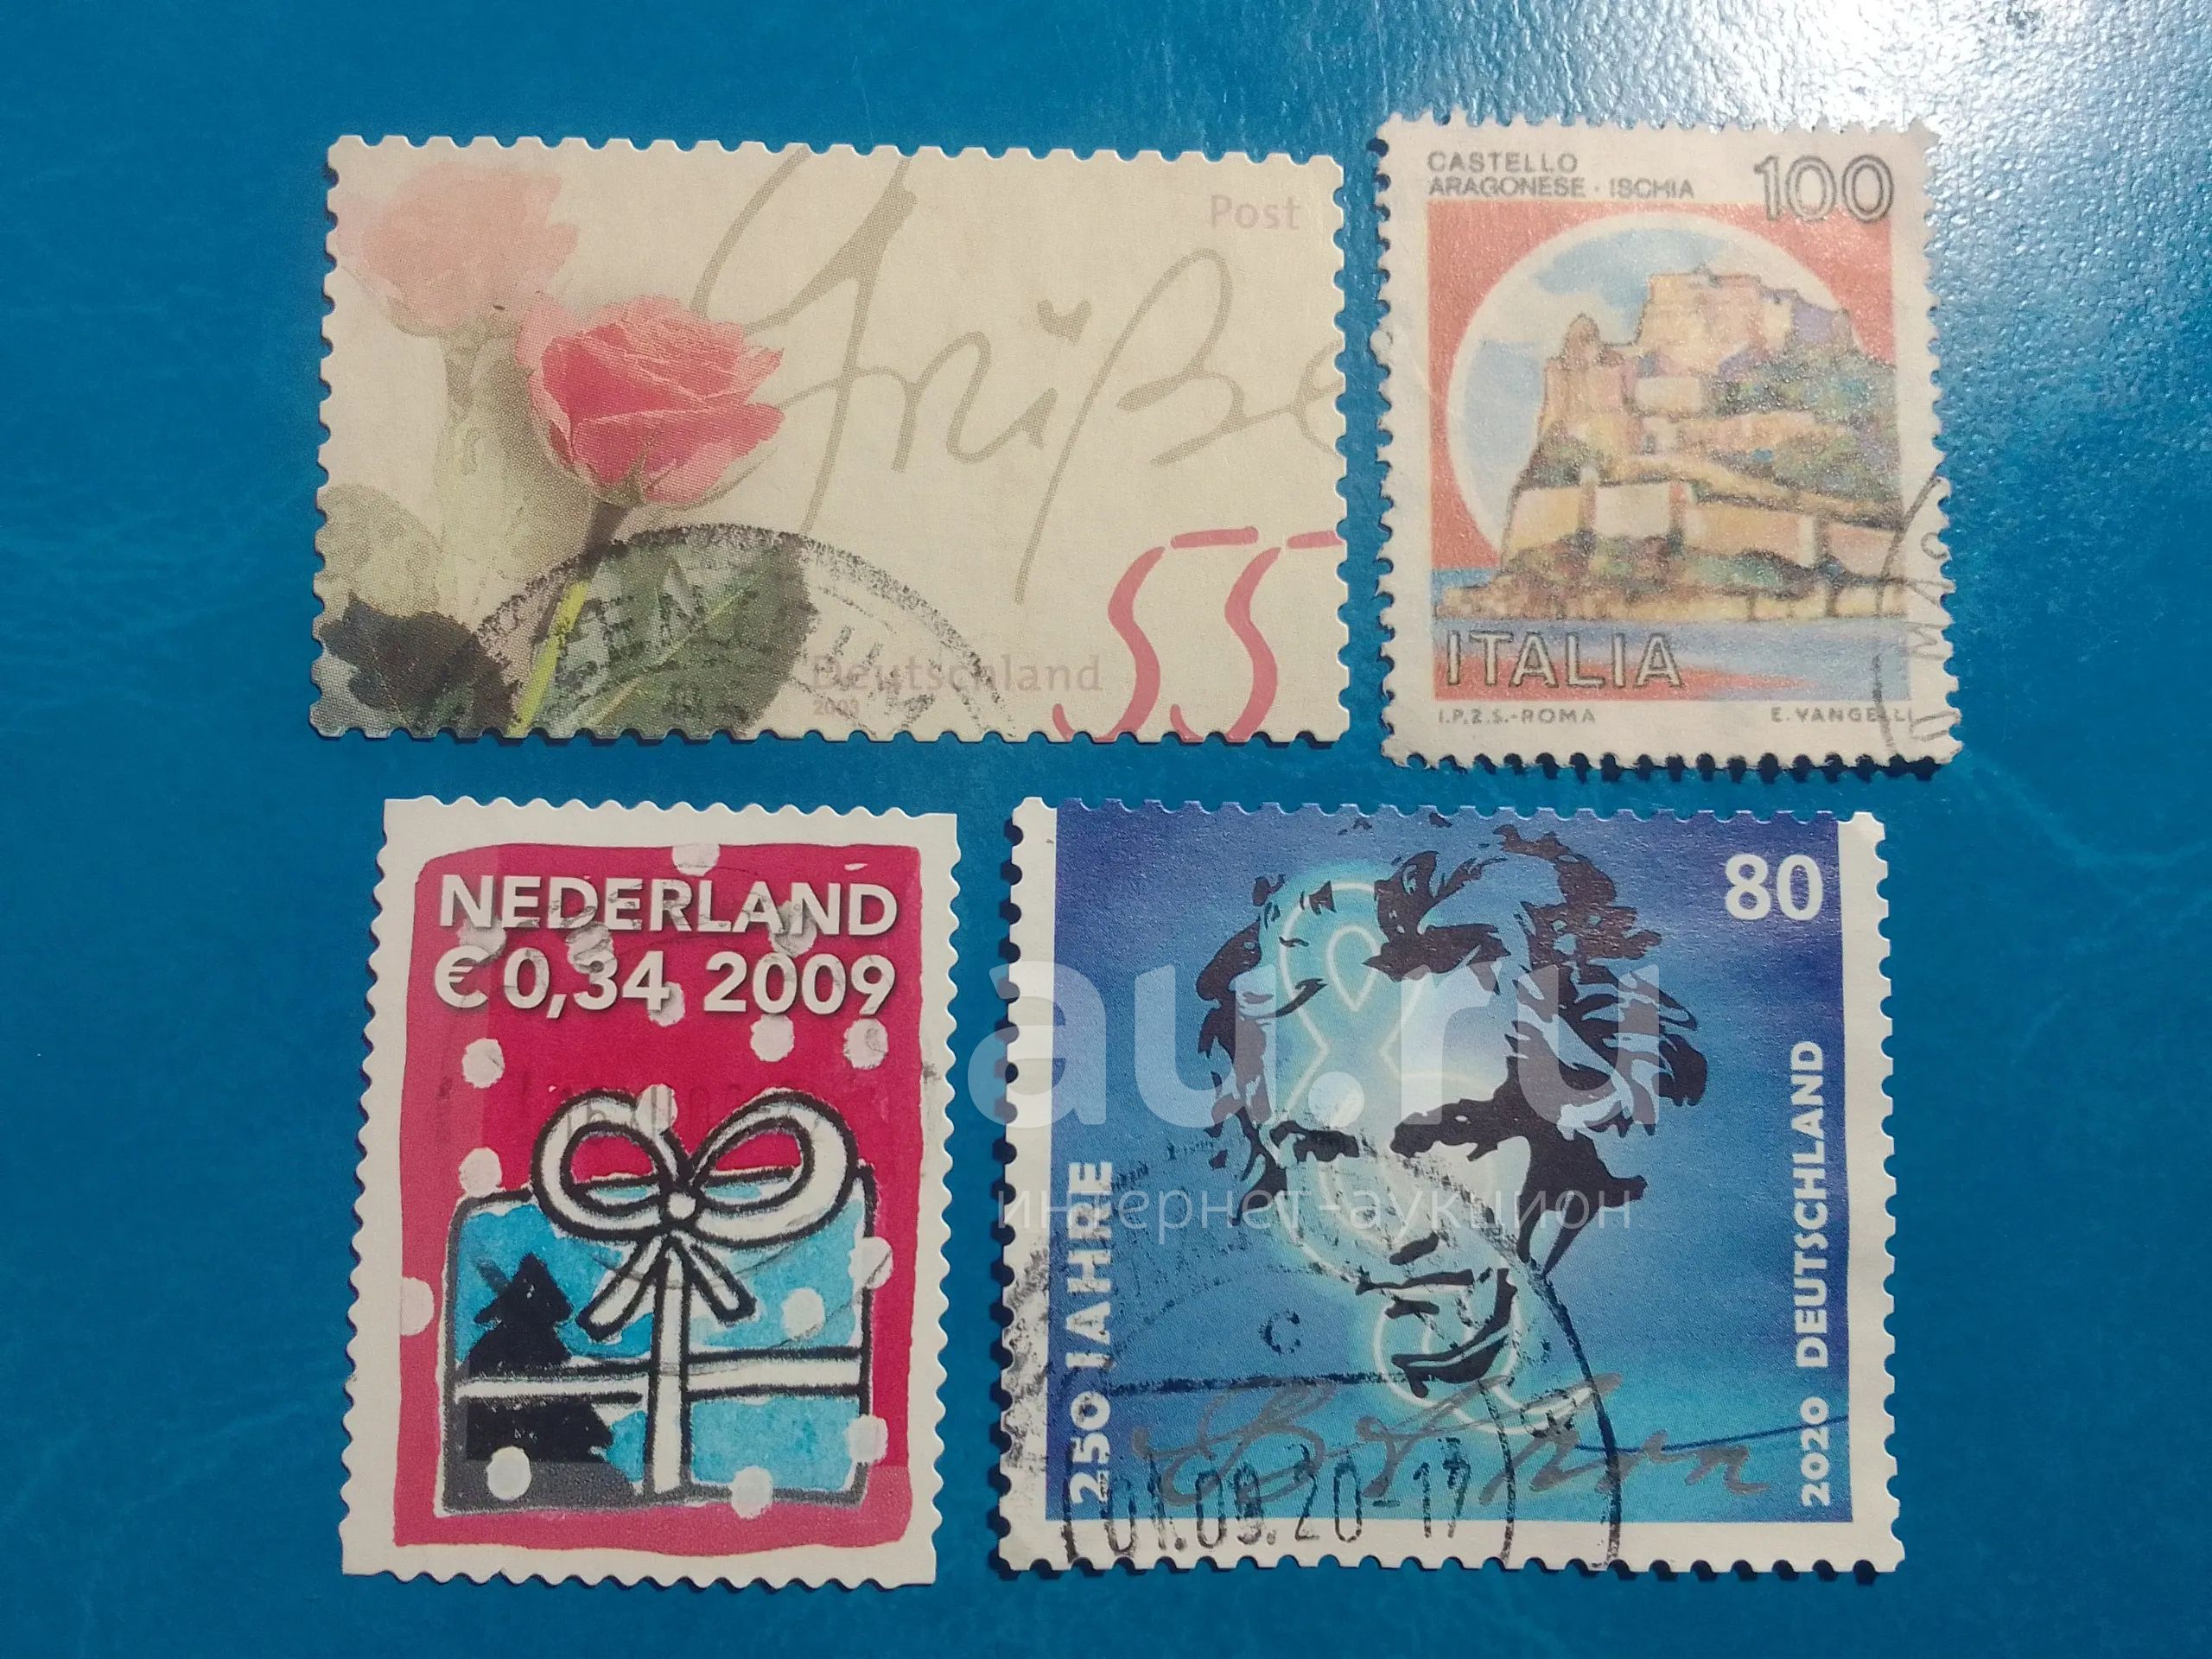 Grüße
Post
55
Deutschland
2003
CASTELLO
ARAGONESE · ISCHIA
100
ITALIA
I.P.Z.S.-ROMA
E. VANGELLI
NEDERLAND
€ 0,34 2009
80
250 JAHRE
2020 DEUTSCHLAND
C
01.09.20-17
au.ru
интернет-аукцион